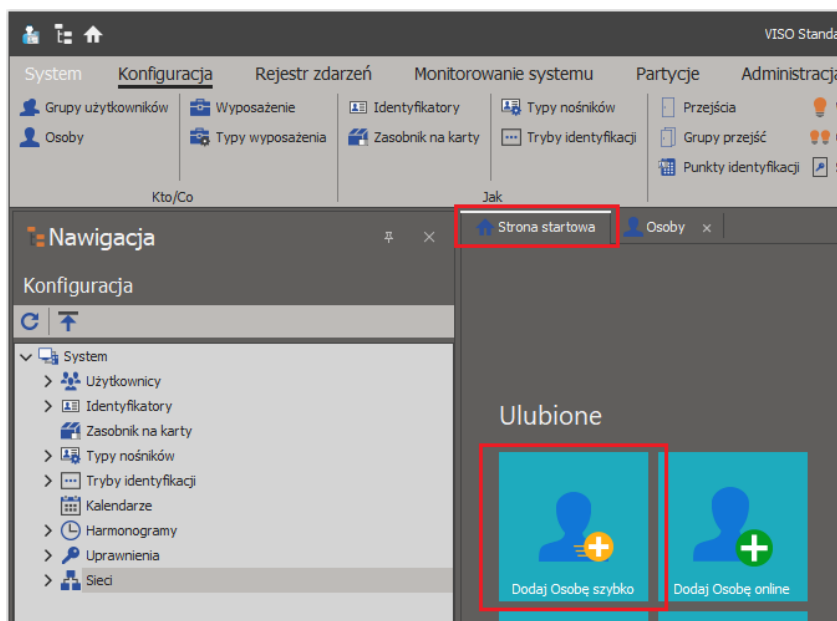 VISO Standa
System Konfiguracja Rejestr zdarzeń Monitorowanie systemu Partycje Administracja
Grupy użytkowników Wyposażenie Identyfikatory Typy nośników Przejścia
Osoby Typy wyposażenia Zasobnik na karty Tryby identyfikacji Grupy przejść
Punkty identyfikacji
Kto/Co Jak
Nawigacja
Strona startowa Osoby
Konfiguracja
System
Użytkownicy
Identyfikatory
Zasobnik na karty
Typy nośników
Tryby identyfikacji
Kalendarze
Harmonogramy
Uprawnienia
Sieci
Ulubione
Dodaj Osobę szybko Dodaj Osobę online